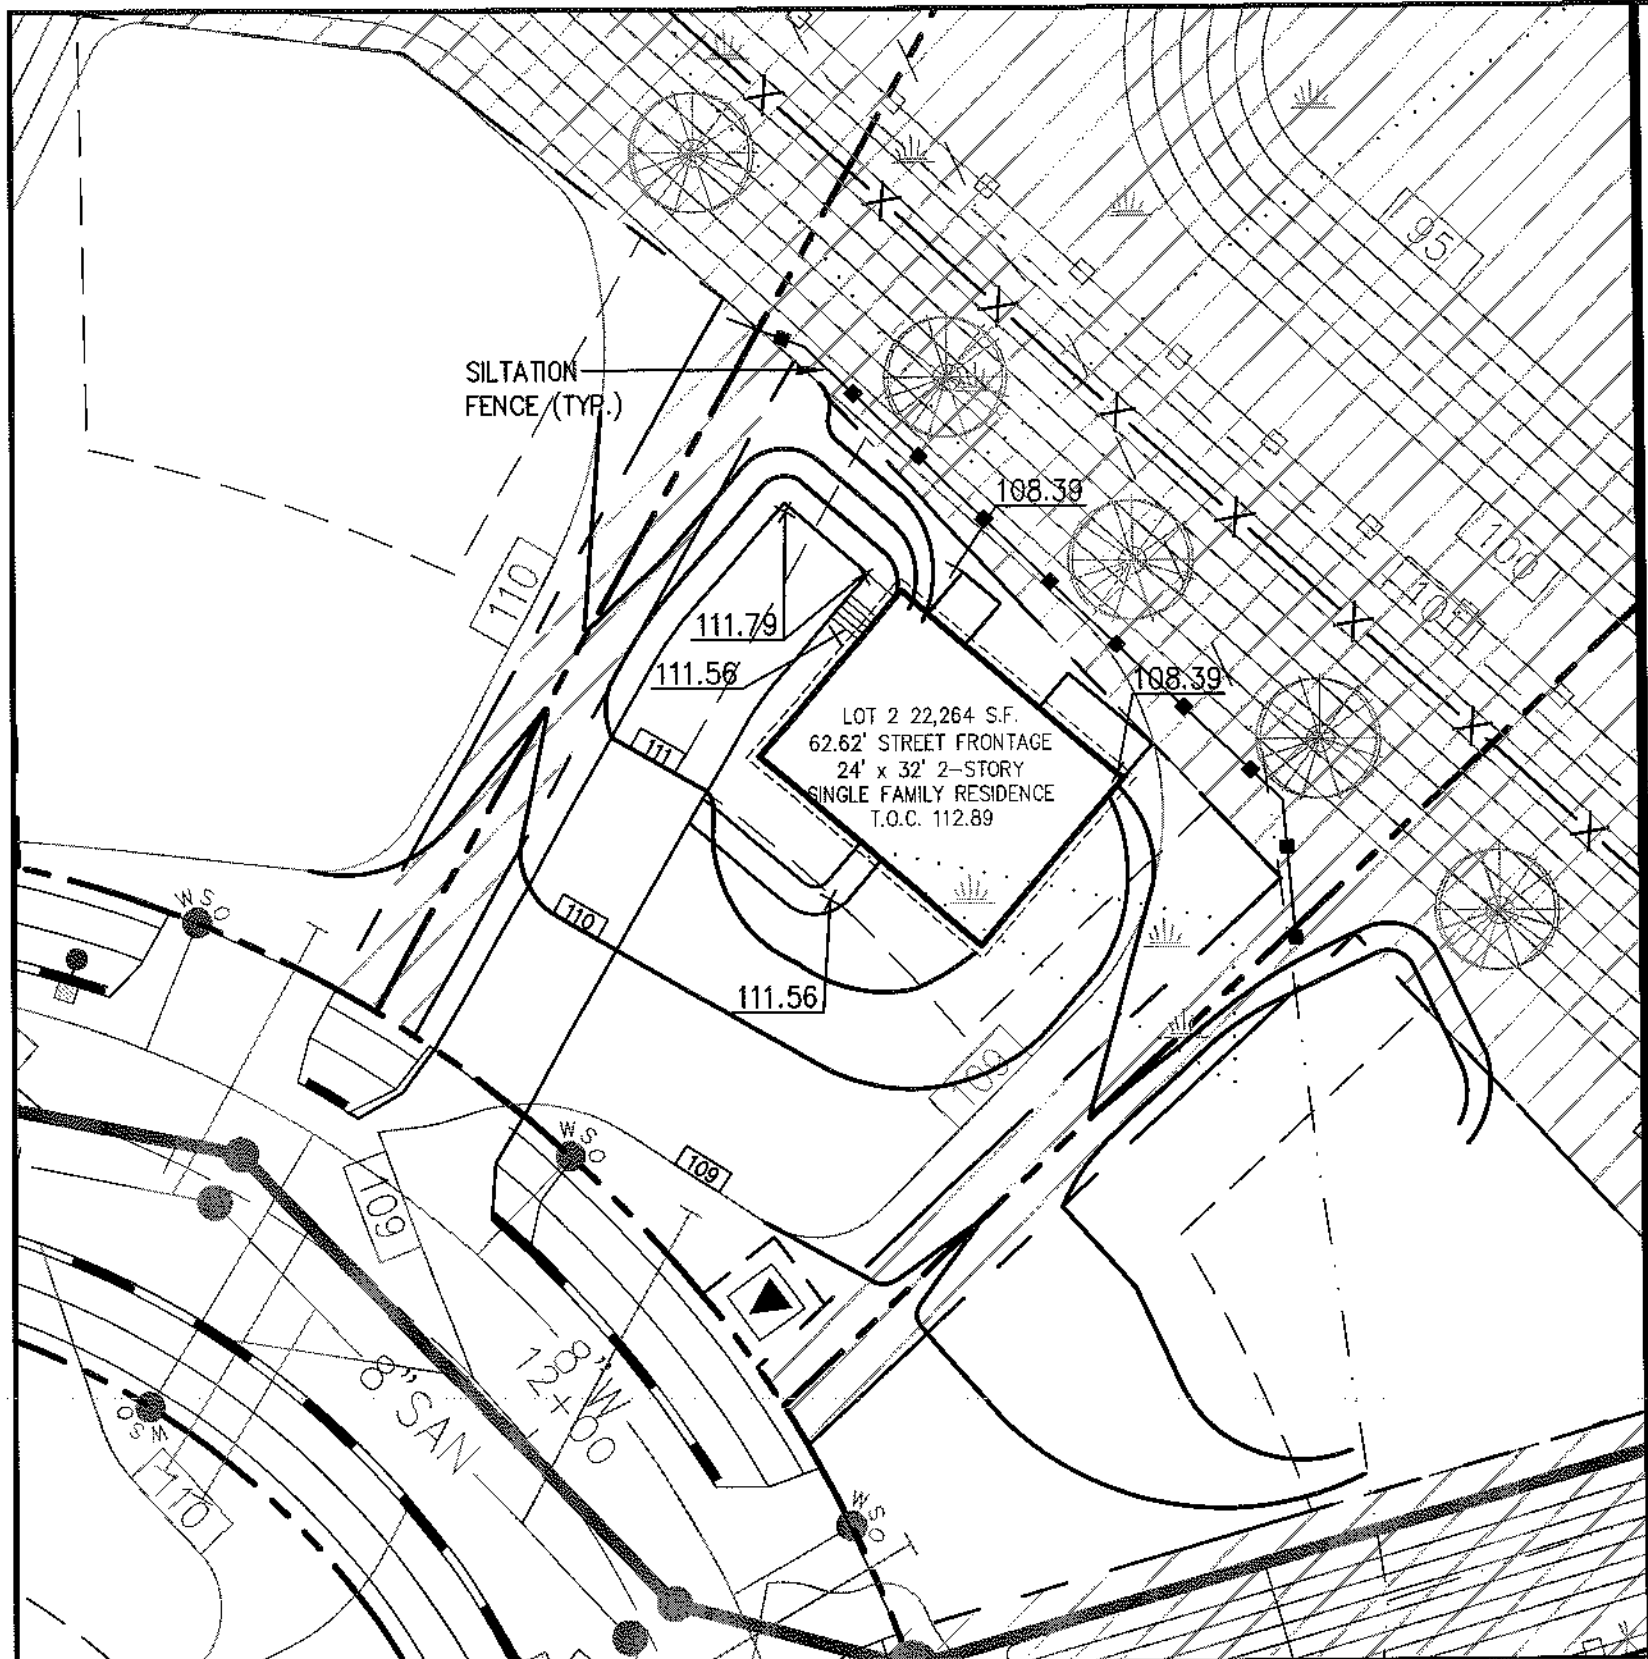 95
SILTATION
FENCE (TYP.)
108.39
100
110
105
111.79
111.56
108.39
LOT 2 22,264 S.F.
62.62' STREET FRONTAGE
24' x 32' 2-STORY
SINGLE FAMILY RESIDENCE
T.O.C. 112.89
111
110
WSO
111.56
109
WSO
109
109
8" W
12+00
8" SAN
WSO
110
WSO